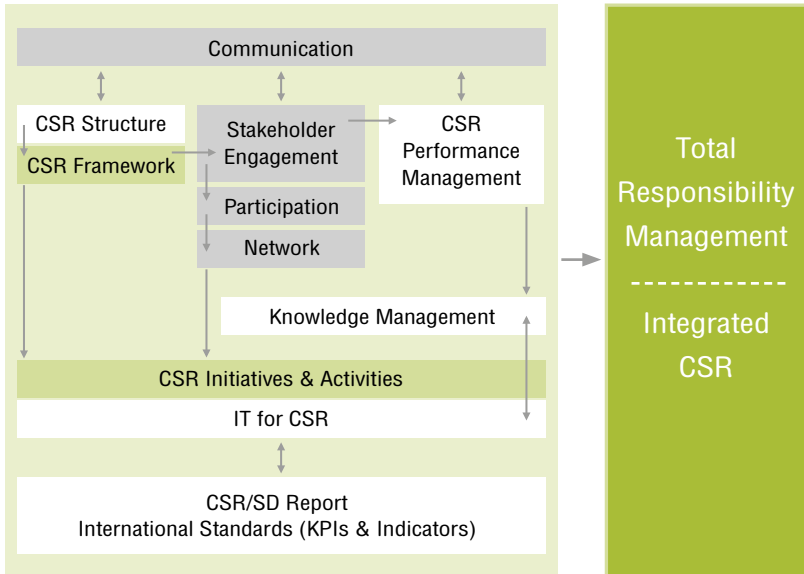 Communication
CSR Structure
CSR Framework
Stakeholder
Engagement
Participation
Network
CSR
Performance
Management
Knowledge Management
CSR Initiatives & Activities
IT for CSR
CSR/SD Report
International Standards (KPIs & Indicators)
Total
Responsibility
Management
Integrated
CSR